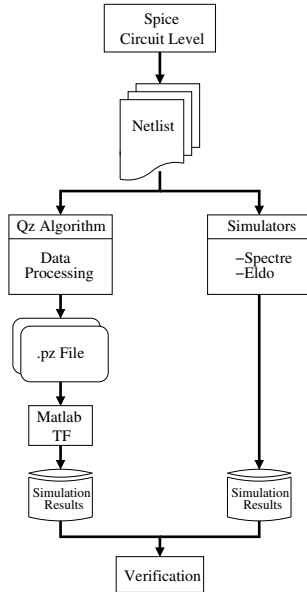 Spice
Circuit Level
Netlist
Qz Algorithm
Data
Processing
Simulators
−Spectre
−Eldo
.pz File
Matlab
TF
Simulation
Results
Simulation
Results
Verification